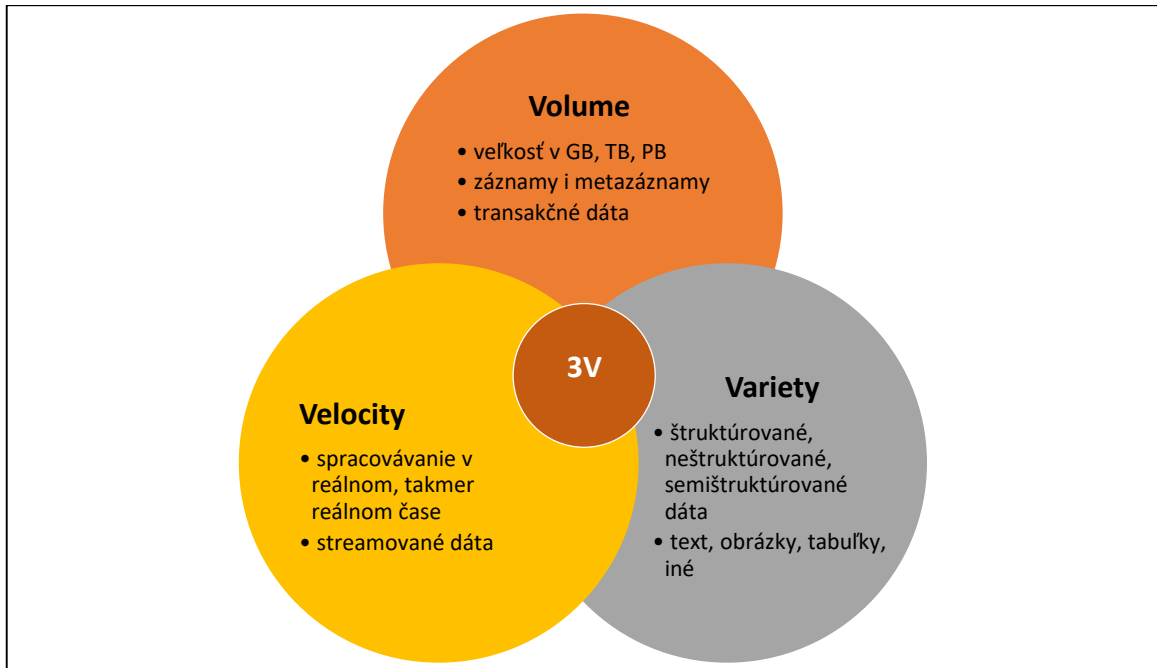 Volume
• veľkosť v GB, TB, PB
• záznamy i metazáznamy
• transakčné dáta
3V
Velocity
• spracovávanie v
reálnom, takmer
reálnom čase
• streamované dáta
Variety
• štruktúrované,
neštruktúrované,
semištruktúrované
dáta
• text, obrázky, tabuľky,
iné